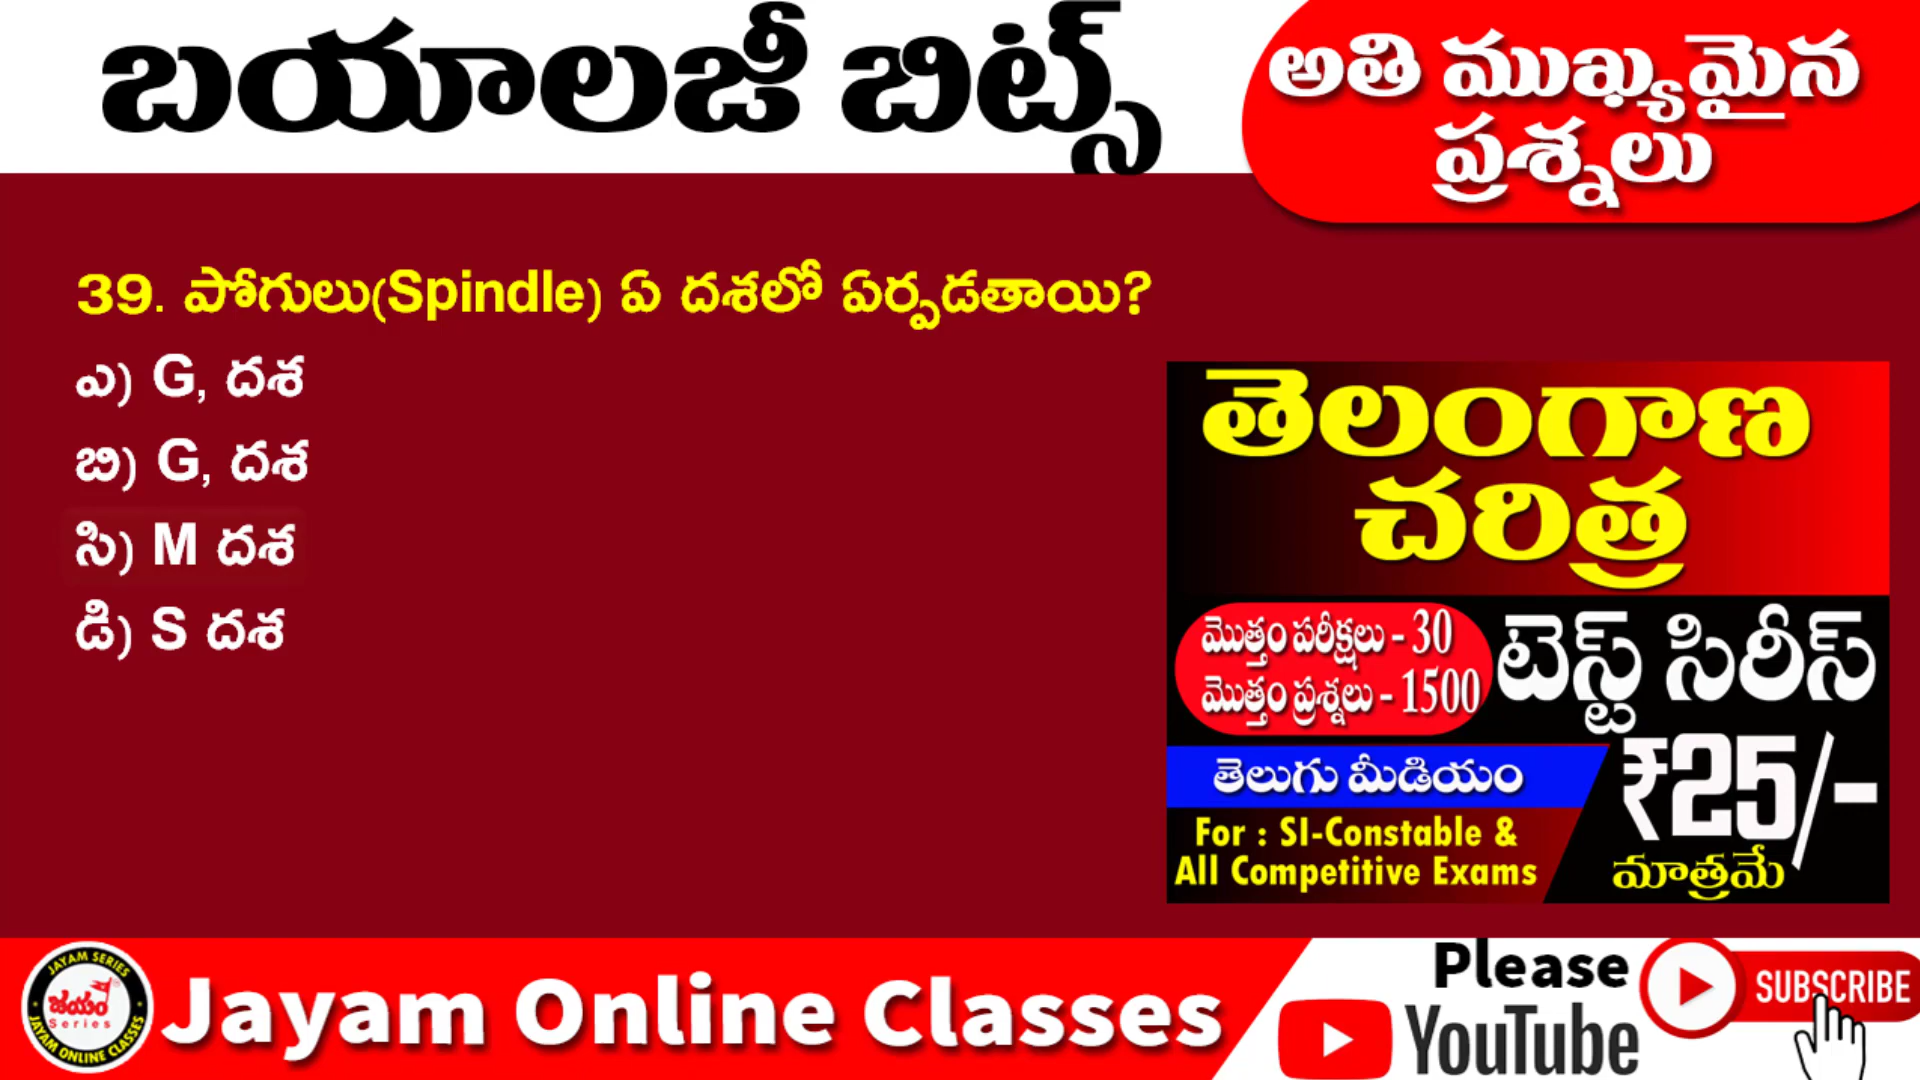 బయాలజీ బిట్స్
అతి ముఖ్యమైన
ప్రశ్నలు
39. పోగులు(Spindle) ఏ దశలో ఏర్పడతాయి?
ఎ) G, దశ
బి) G, దశ
సి) M దశ
డి) S దశ
తెలంగాణ
చరిత్ర
మొత్తం పరీక్షలు - 30
మొత్తం ప్రశ్నలు - 1500
టెస్ట్ సిరీస్
తెలుగు మీడియం
₹25/-
మాత్రమే
For : SI-Constable &
All Competitive Exams
JAYAM SERIES
జయం
Series
JAYAM ONLINE CLASSES
Jayam Online Classes
Please
SUBSCRIBE
YouTube